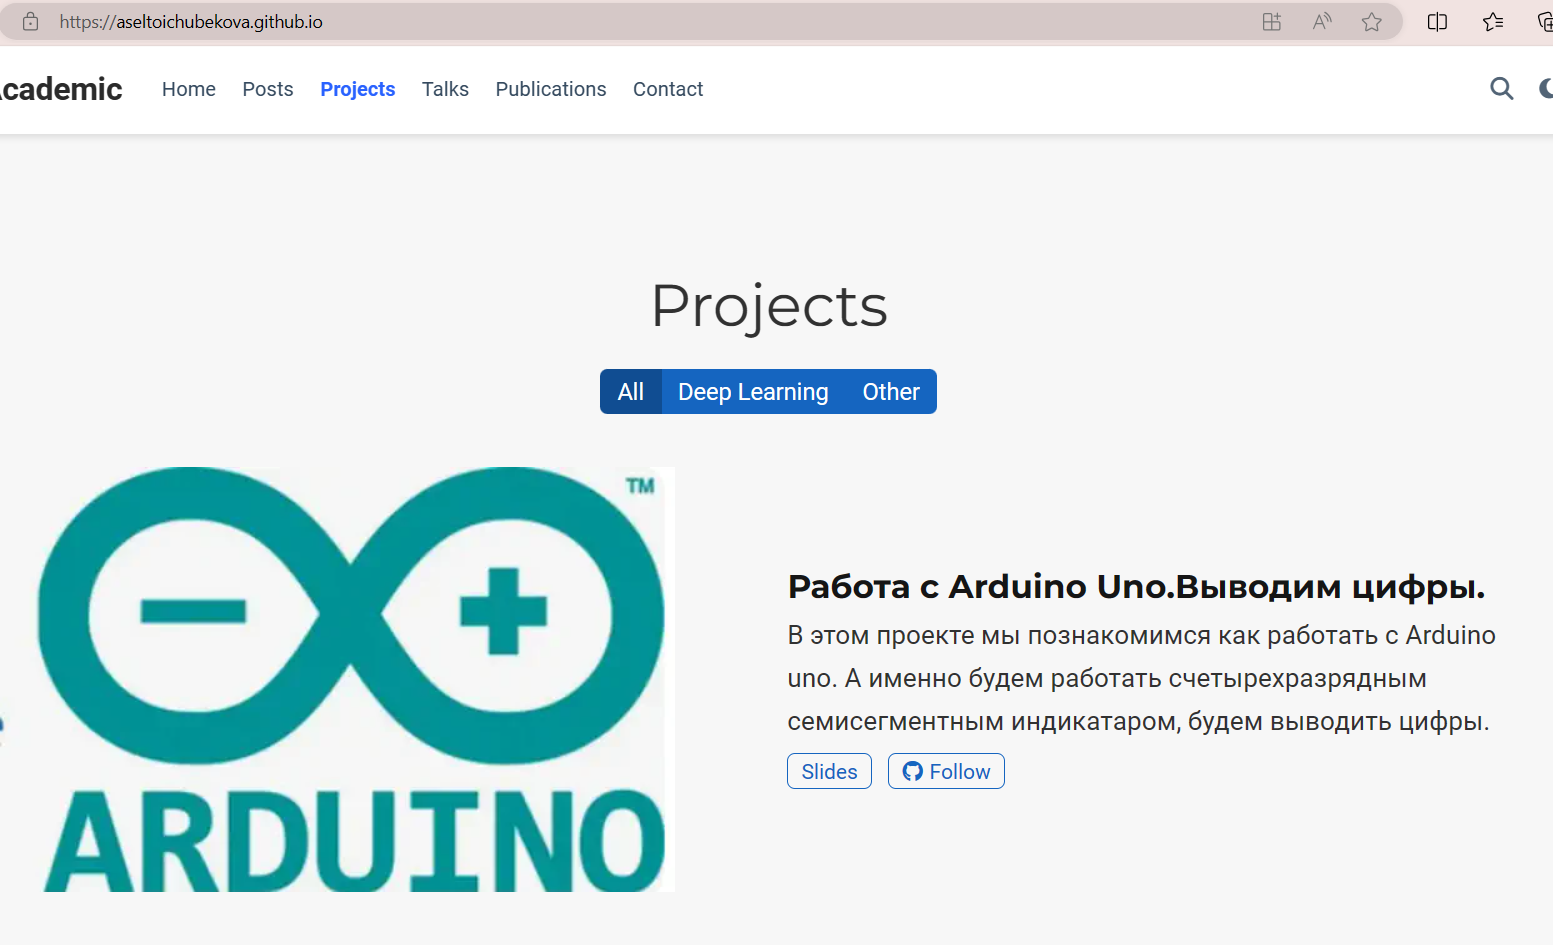 https://aseltoichubekova.github.io
cademic Home Posts Projects Talks Publications Contact
Projects
All Deep Learning Other
TM
ARDUINO
Работа с Arduino Uno.Выводим цифры.
В этом проекте мы познакомимся как работать с Arduino
uno. А именно будем работать счетырехразрядным
семисегментным индикатаром, будем выводить цифры.
Slides Follow